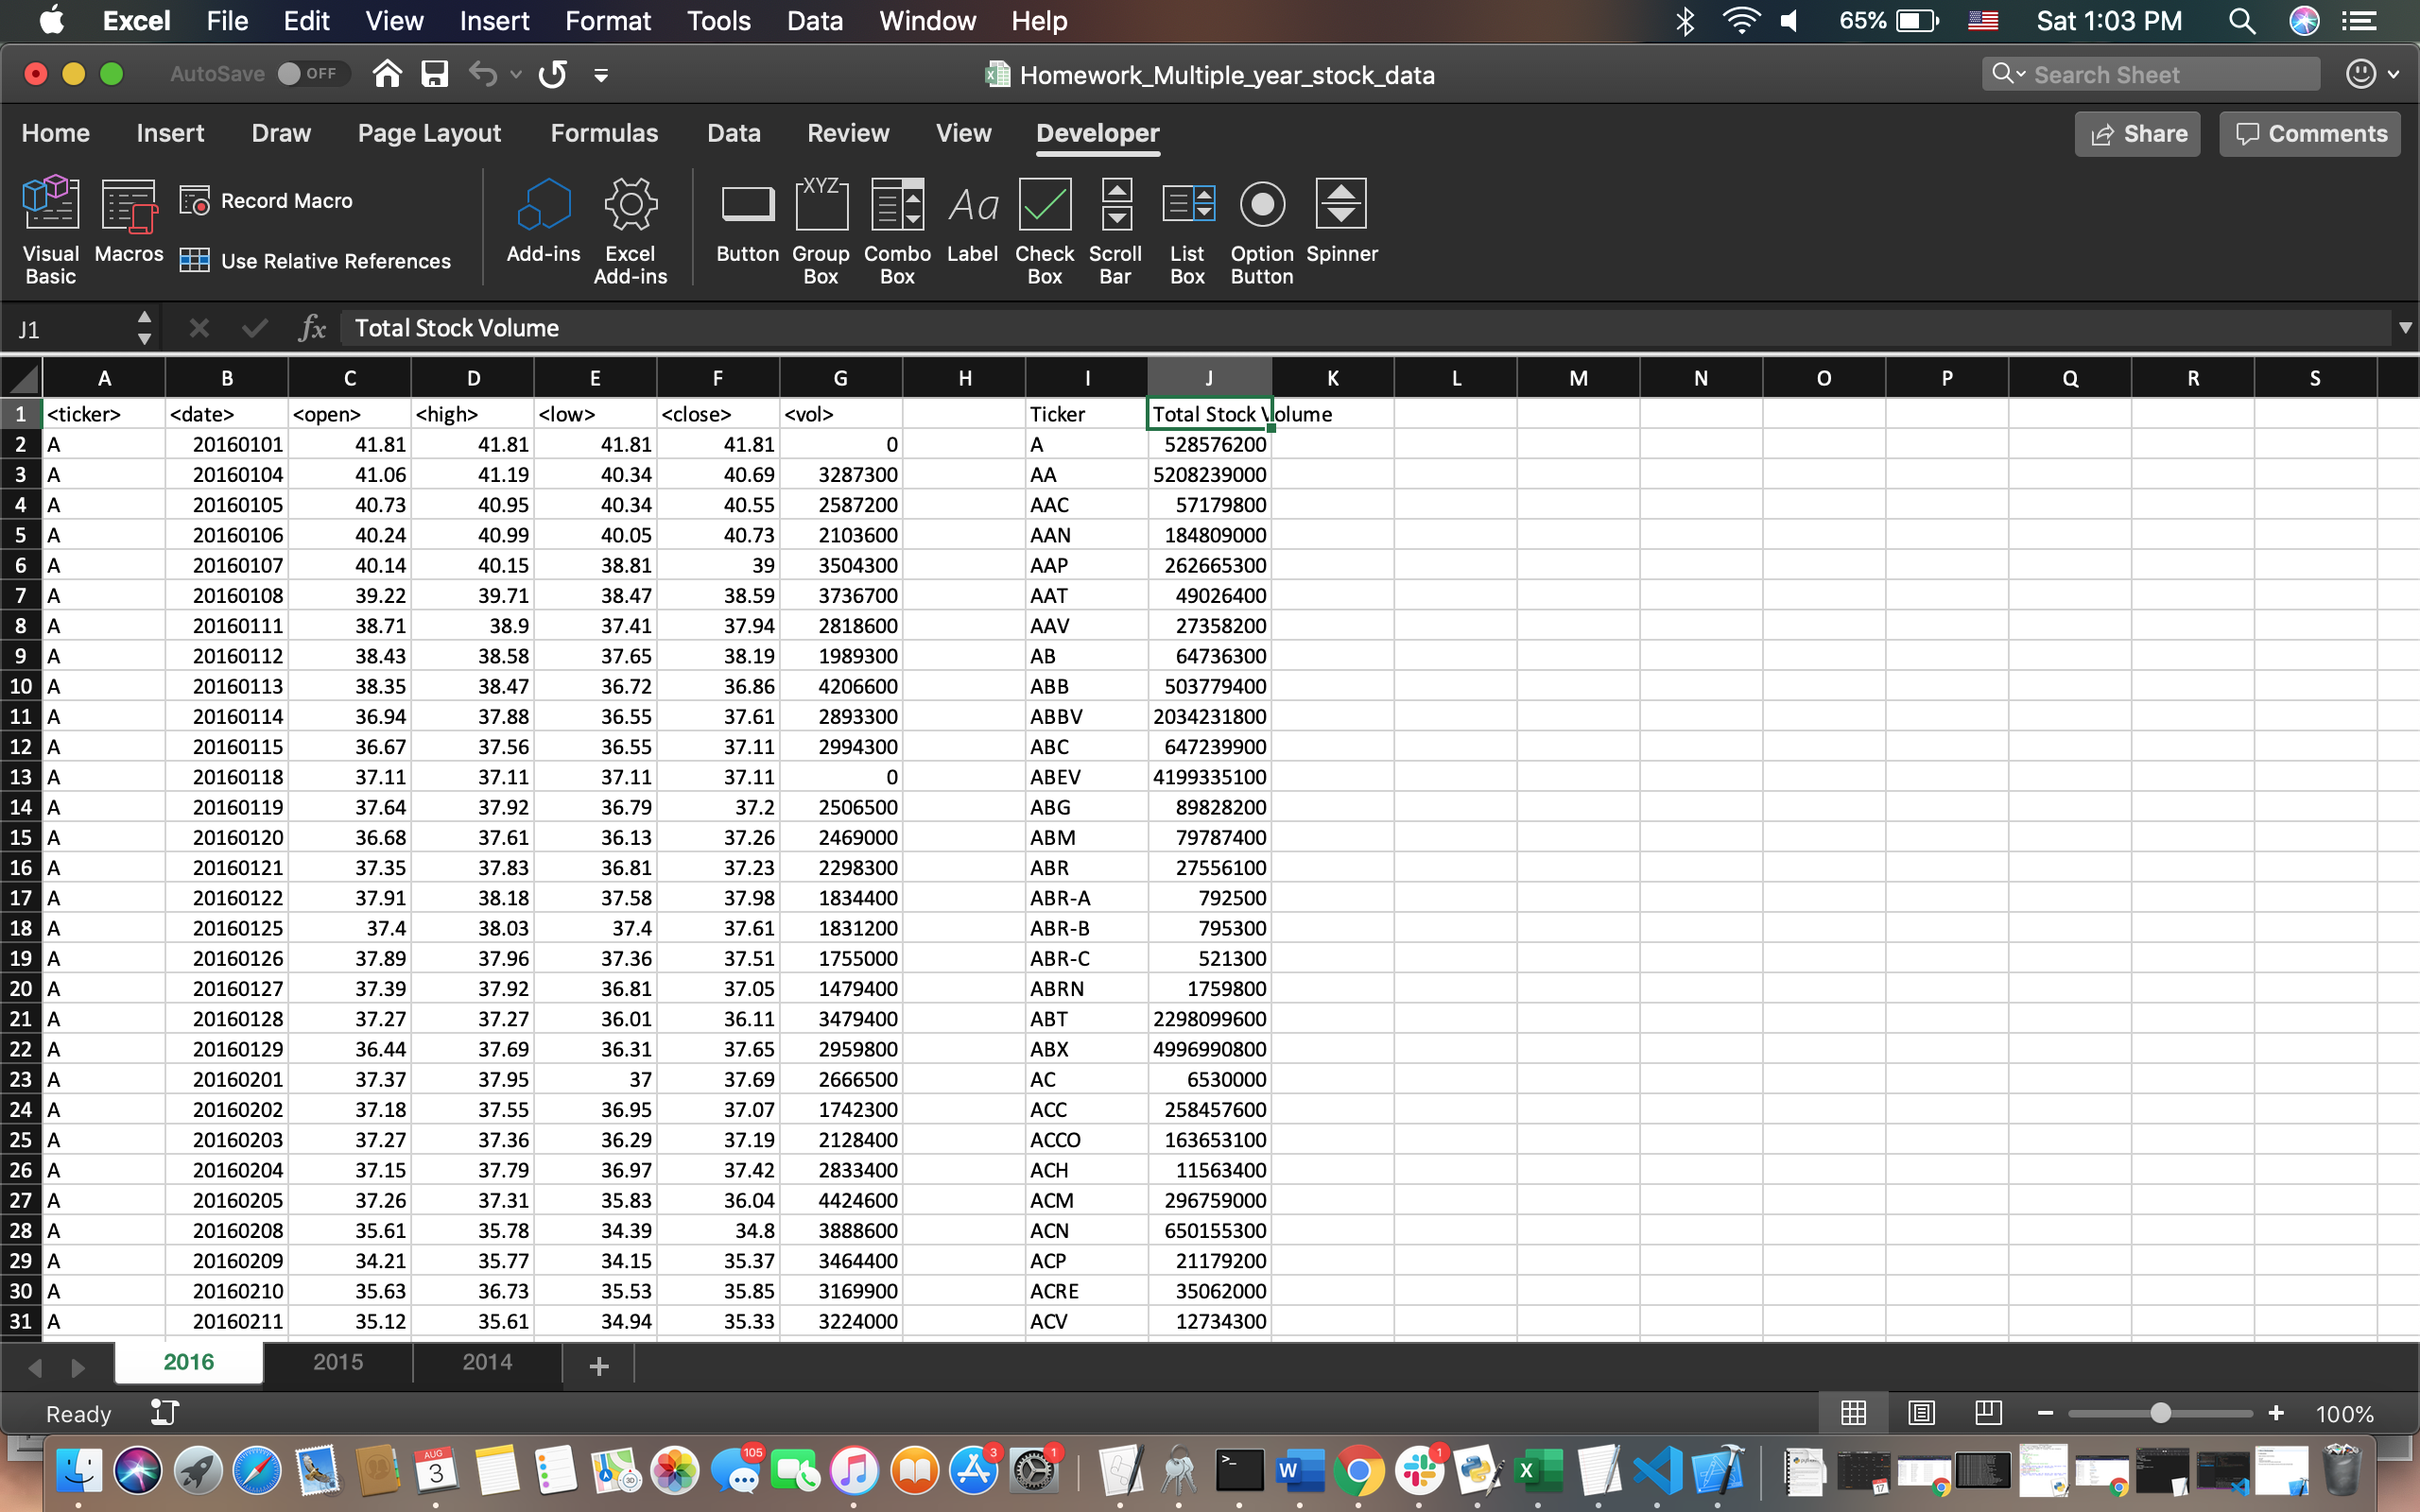 Excel File Edit View Insert Format Tools Data Window Help 65% Sat 1:03 PM
AutoSave OFF Homework_Multiple_year_stock_data Search Sheet
Home Insert Draw Page Layout Formulas Data Review View Developer Share Comments
Visual Basic Macros Record Macro Use Relative References Add-ins Excel Add-ins Button XYZ Group Box Combo Box Aa Label Check Box Scroll Bar List Box Option Button Spinner
J1 fx Total Stock Volume
A B C D E F G H I J K L M N O P Q R S
1 <ticker> <date> <open> <high> <low> <close> <vol> Ticker Total Stock Volume
2 A 20160101 41.81 41.81 41.81 41.81 0 A 528576200
3 A 20160104 41.06 41.19 40.34 40.69 3287300 AA 5208239000
4 A 20160105 40.73 40.95 40.34 40.55 2587200 AAC 57179800
5 A 20160106 40.24 40.99 40.05 40.73 2103600 AAN 184809000
6 A 20160107 40.14 40.15 38.81 39 3504300 AAP 262665300
7 A 20160108 39.22 39.71 38.47 38.59 3736700 AAT 49026400
8 A 20160111 38.71 38.9 37.41 37.94 2818600 AAV 27358200
9 A 20160112 38.43 38.58 37.65 38.19 1989300 AB 64736300
10 A 20160113 38.35 38.47 36.72 36.86 4206600 ABB 503779400
11 A 20160114 36.94 37.88 36.55 37.61 2893300 ABBV 2034231800
12 A 20160115 36.67 37.56 36.55 37.11 2994300 ABC 647239900
13 A 20160118 37.11 37.11 37.11 37.11 0 ABEV 4199335100
14 A 20160119 37.64 37.92 36.79 37.2 2506500 ABG 89828200
15 A 20160120 36.68 37.61 36.13 37.26 2469000 ABM 79787400
16 A 20160121 37.35 37.83 36.81 37.23 2298300 ABR 27556100
17 A 20160122 37.91 38.18 37.58 37.98 1834400 ABR-A 792500
18 A 20160125 37.4 38.03 37.4 37.61 1831200 ABR-B 795300
19 A 20160126 37.89 37.96 37.36 37.51 1755000 ABR-C 521300
20 A 20160127 37.39 37.92 36.81 37.05 1479400 ABRN 1759800
21 A 20160128 37.27 37.27 36.01 36.11 3479400 ABT 2298099600
22 A 20160129 36.44 37.69 36.31 37.65 2959800 ABX 4996990800
23 A 20160201 37.37 37.95 37 37.69 2666500 AC 6530000
24 A 20160202 37.18 37.55 36.95 37.07 1742300 ACC 258457600
25 A 20160203 37.27 37.36 36.29 37.19 2128400 ACCO 163653100
26 A 20160204 37.15 37.79 36.97 37.42 2833400 ACH 11563400
27 A 20160205 37.26 37.31 35.83 36.04 4424600 ACM 296759000
28 A 20160208 35.61 35.78 34.39 34.8 3888600 ACN 650155300
29 A 20160209 34.21 35.77 34.15 35.37 3464400 ACP 21179200
30 A 20160210 35.63 36.73 35.53 35.85 3169900 ACRE 35062000
31 A 20160211 35.12 35.61 34.94 35.33 3224000 ACV 12734300
2016 2015 2014
Ready 100%
AUG 3 105 3 1 W 1 X